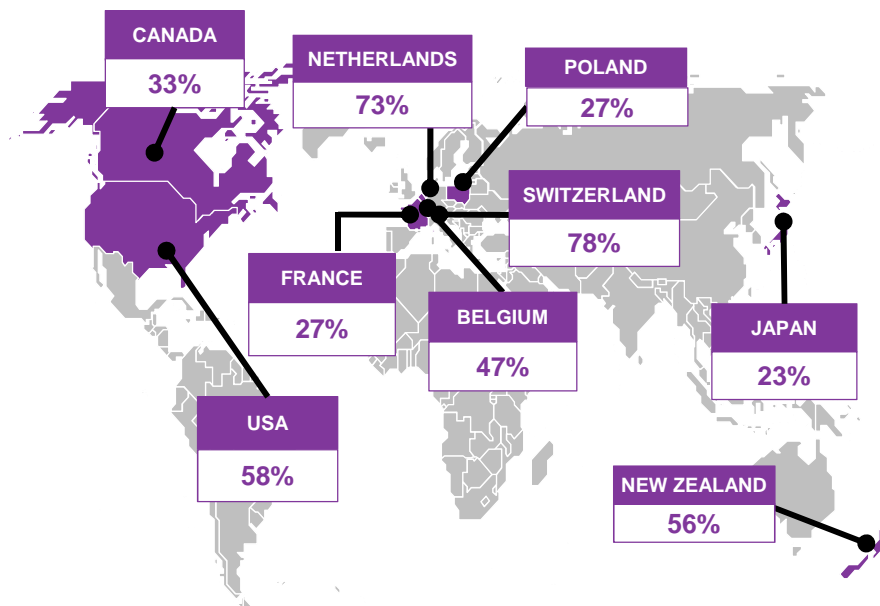 CANADA
33%
NETHERLANDS
73%
POLAND
27%
SWITZERLAND
78%
FRANCE
27%
BELGIUM
47%
JAPAN
23%
USA
58%
NEW ZEALAND
56%